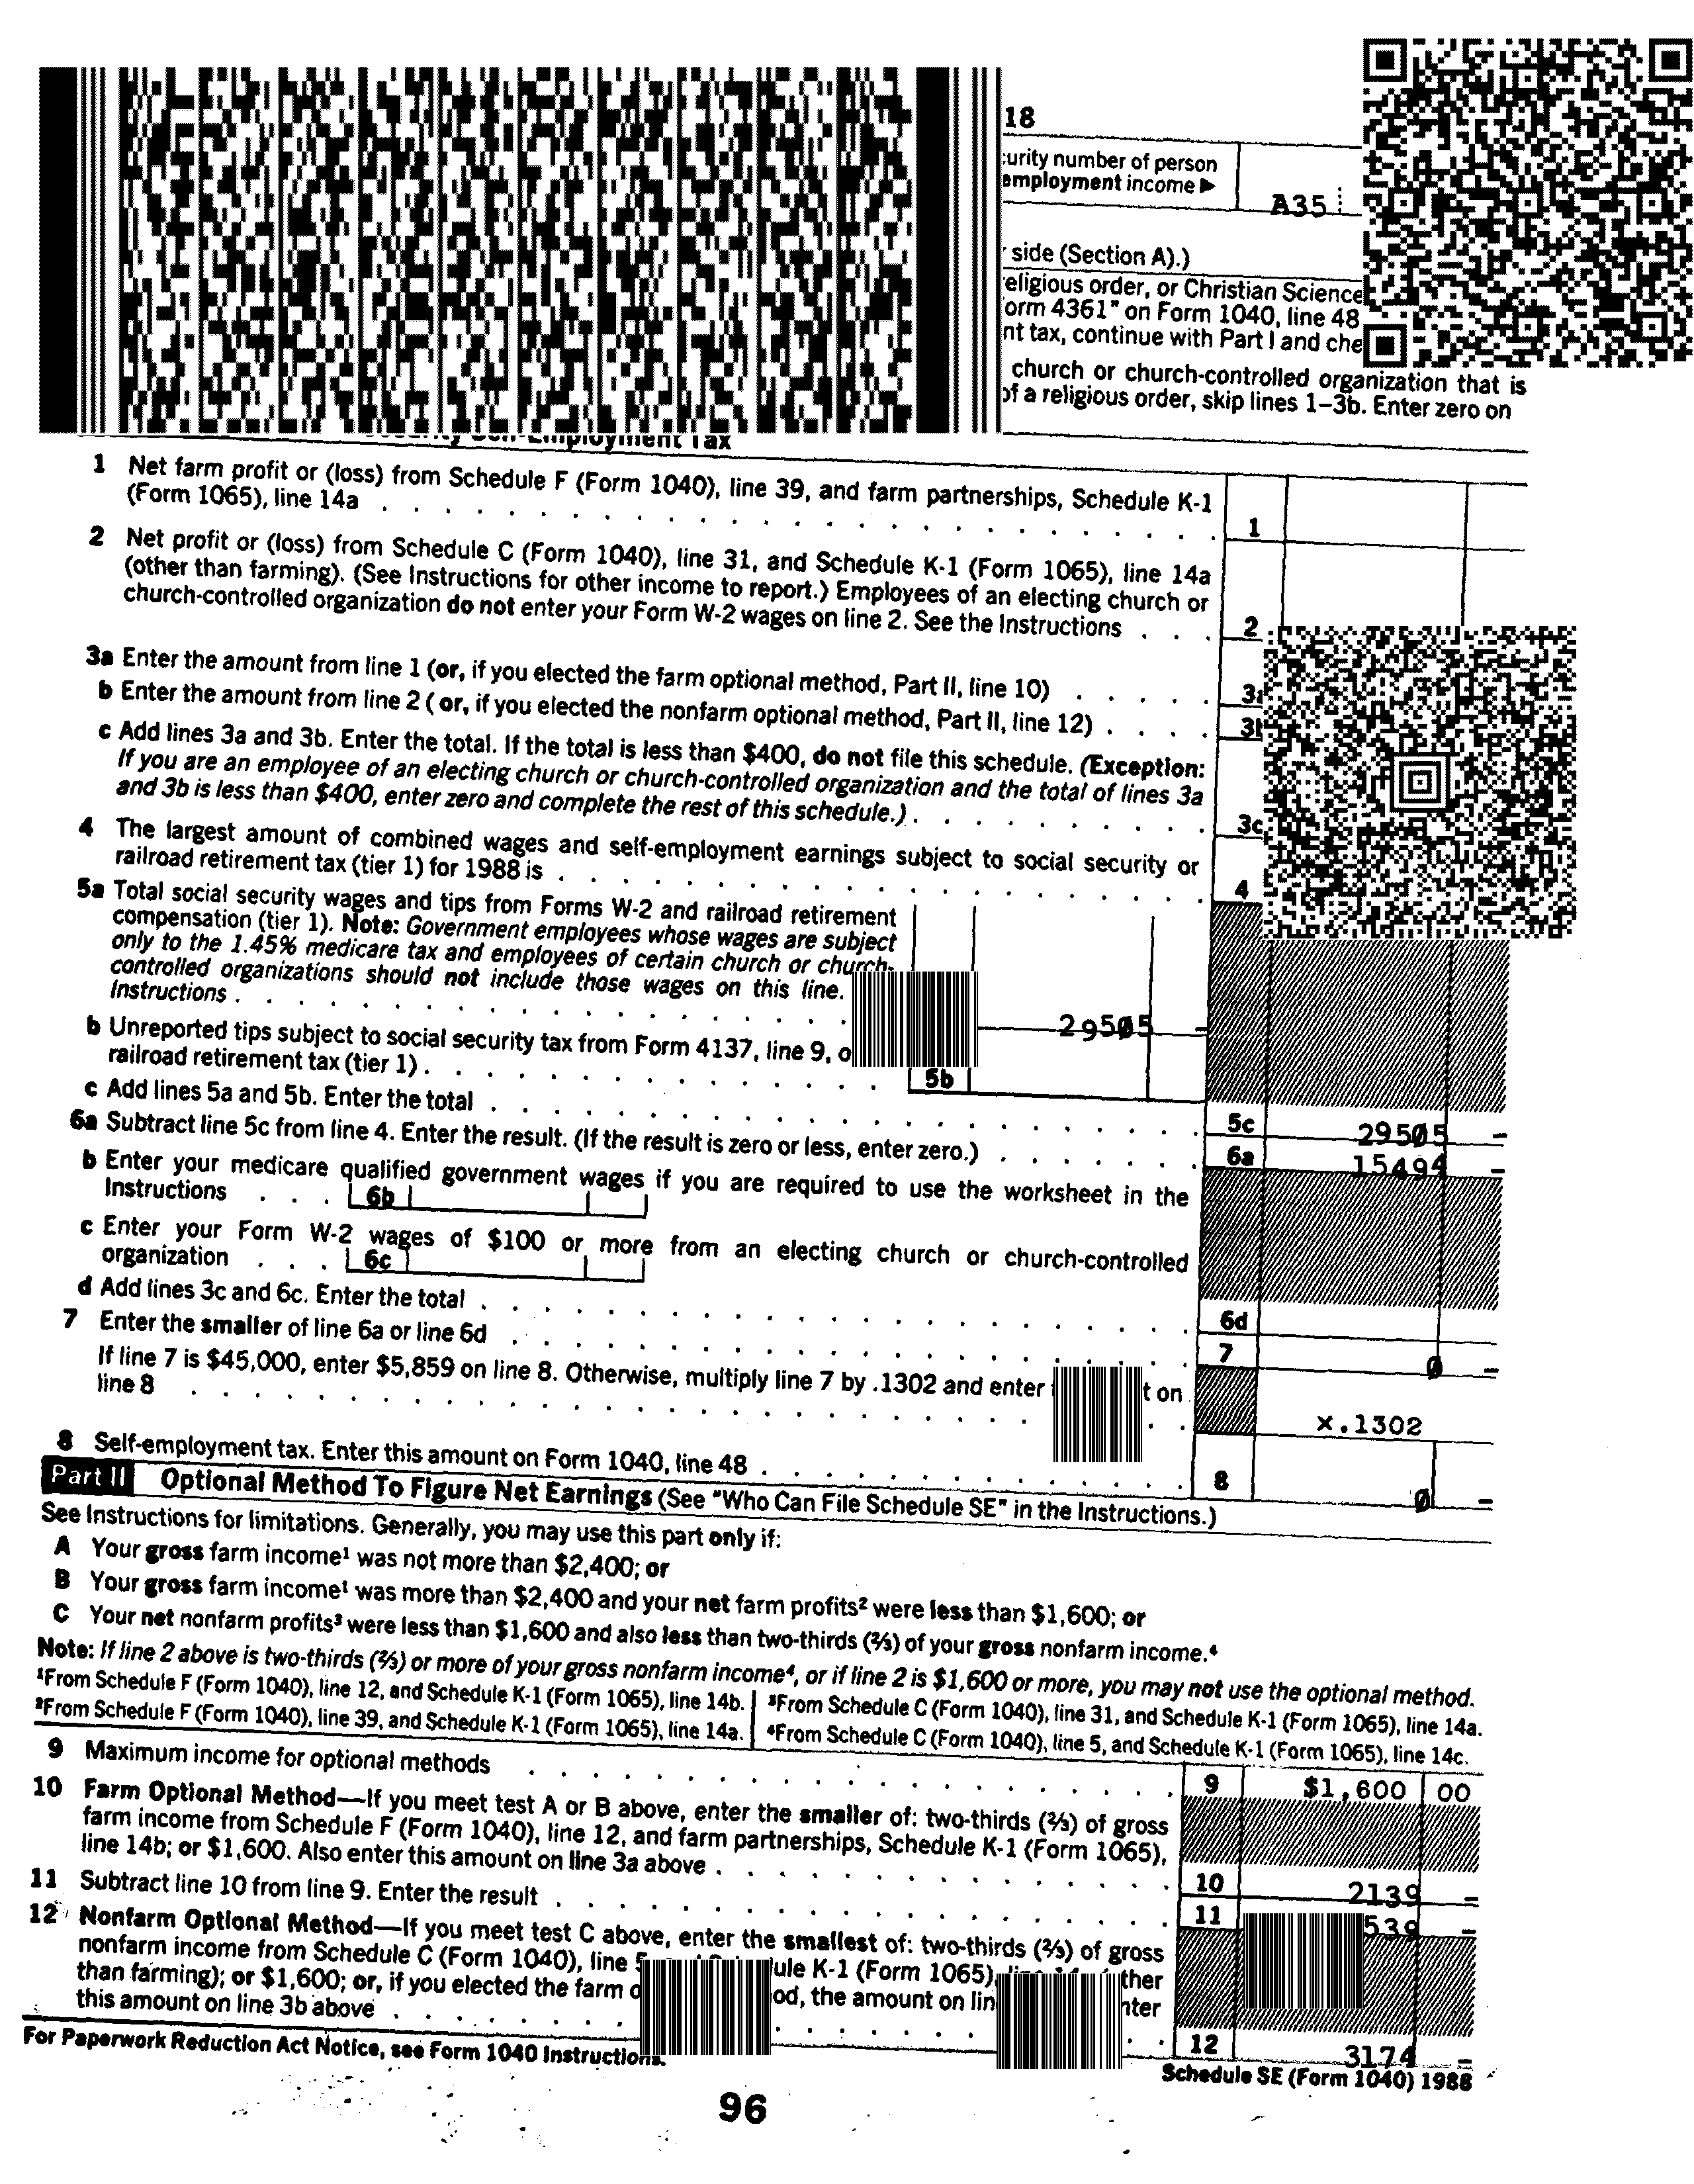 18
curity number of person
employment income ▶
A35
side (Section A).)
religious order, or Christian Science
orm 4361" on Form 1040, line 48
nt tax, continue with Part I and che
church or church-controlled organization that is
of a religious order, skip lines 1–3b. Enter zero on
Self-Employment Tax
1 Net farm profit or (loss) from Schedule F (Form 1040), line 39, and farm partnerships, Schedule K-1
(Form 1065), line 14a . . . 1
2 Net profit or (loss) from Schedule C (Form 1040), line 31, and Schedule K-1 (Form 1065), line 14a
(other than farming). (See Instructions for other income to report.) Employees of an electing church or
church-controlled organization do not enter your Form W-2 wages on line 2. See the Instructions . . . 2
3a Enter the amount from line 1 (or, if you elected the farm optional method, Part II, line 10) . . . .
b Enter the amount from line 2 ( or, if you elected the nonfarm optional method, Part II, line 12) . . . .
c Add lines 3a and 3b. Enter the total. If the total is less than $400, do not file this schedule. (Exception:
If you are an employee of an electing church or church-controlled organization and the total of lines 3a
and 3b is less than $400, enter zero and complete the rest of this schedule.) . . . 3c
4 The largest amount of combined wages and self-employment earnings subject to social security or
railroad retirement tax (tier 1) for 1988 is . . . 4
5a Total social security wages and tips from Forms W-2 and railroad retirement
compensation (tier 1). Note: Government employees whose wages are subject
only to the 1.45% medicare tax and employees of certain church or church-
controlled organizations should not include those wages on this line.
Instructions . . . 29505 –
b Unreported tips subject to social security tax from Form 4137, line 9, o
railroad retirement tax (tier 1) . . . 5b
c Add lines 5a and 5b. Enter the total . . . 5c 29505 –
6a Subtract line 5c from line 4. Enter the result. (If the result is zero or less, enter zero.) . . . 6a 15494 –
b Enter your medicare qualified government wages if you are required to use the worksheet in the
Instructions . . . 6b
c Enter your Form W-2 wages of $100 or more from an electing church or church-controlled
organization . . . 6c
d Add lines 3c and 6c. Enter the total . . . 6d
7 Enter the smaller of line 6a or line 6d . . . 7 0 –
If line 7 is $45,000, enter $5,859 on line 8. Otherwise, multiply line 7 by .1302 and enter t on
line 8 . . . x.1302
8 Self-employment tax. Enter this amount on Form 1040, line 48 . . . 8 0 –
Part II Optional Method To Figure Net Earnings (See "Who Can File Schedule SE" in the Instructions.)
See Instructions for limitations. Generally, you may use this part only if:
A Your gross farm income¹ was not more than $2,400; or
B Your gross farm income¹ was more than $2,400 and your net farm profits² were less than $1,600; or
C Your net nonfarm profits³ were less than $1,600 and also less than two-thirds (⅔) of your gross nonfarm income.⁴
Note: If line 2 above is two-thirds (⅔) or more of your gross nonfarm income⁴, or if line 2 is $1,600 or more, you may not use the optional method.
¹From Schedule F (Form 1040), line 12, and Schedule K-1 (Form 1065), line 14b. ³From Schedule C (Form 1040), line 31, and Schedule K-1 (Form 1065), line 14a.
²From Schedule F (Form 1040), line 39, and Schedule K-1 (Form 1065), line 14a. ⁴From Schedule C (Form 1040), line 5, and Schedule K-1 (Form 1065), line 14c.
9 Maximum income for optional methods . . . 9 $1,600 00
10 Farm Optional Method—If you meet test A or B above, enter the smaller of: two-thirds (⅔) of gross
farm income from Schedule F (Form 1040), line 12, and farm partnerships, Schedule K-1 (Form 1065),
line 14b; or $1,600. Also enter this amount on line 3a above . . . 10 2139 –
11 Subtract line 10 from line 9. Enter the result . . . 11 539 –
12 Nonfarm Optional Method—If you meet test C above, enter the smallest of: two-thirds (⅔) of gross
nonfarm income from Schedule C (Form 1040), line ule K-1 (Form 1065), ther
than farming); or $1,600; or, if you elected the farm o od, the amount on lin nter
this amount on line 3b above . . . 12 3174 –
For Paperwork Reduction Act Notice, see Form 1040 Instructions.
Schedule SE (Form 1040) 1988
96